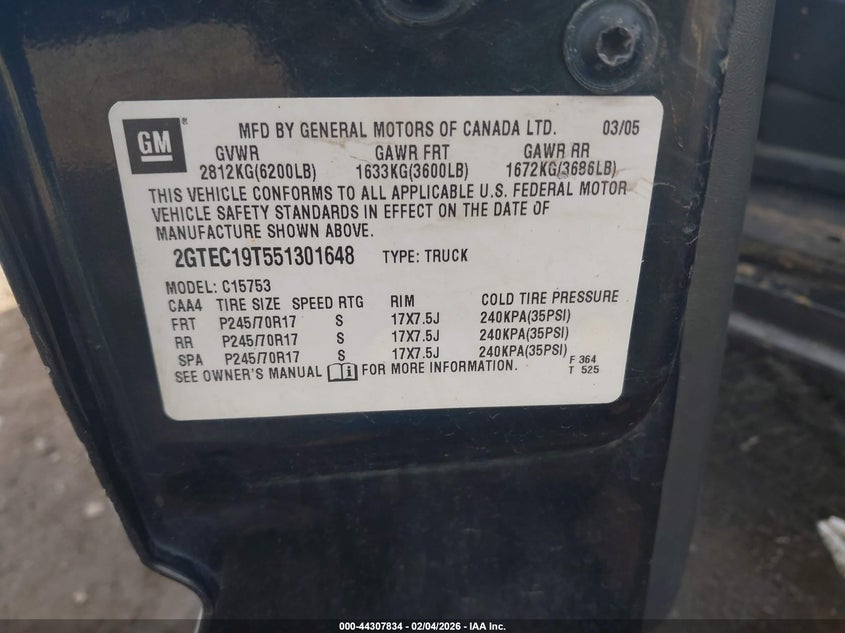 GM ® MFD BY GENERAL MOTORS OF CANADA LTD. 03/05
GVWR GAWR FRT GAWR RR
2812KG(6200LB) 1633KG(3600LB) 1672KG(3686LB)
THIS VEHICLE CONFORMS TO ALL APPLICABLE U.S. FEDERAL MOTOR
VEHICLE SAFETY STANDARDS IN EFFECT ON THE DATE OF
MANUFACTURE SHOWN ABOVE.
2GTEC19T551301648 TYPE: TRUCK
MODEL: C15753
CAA4 TIRE SIZE SPEED RTG RIM COLD TIRE PRESSURE
FRT P245/70R17 S 17X7.5J 240KPA(35PSI)
RR P245/70R17 S 17X7.5J 240KPA(35PSI)
SPA P245/70R17 S 17X7.5J 240KPA(35PSI)
SEE OWNER'S MANUAL FOR MORE INFORMATION. F 364
T 525
000-44307834 - 02/04/2026 - IAA Inc.